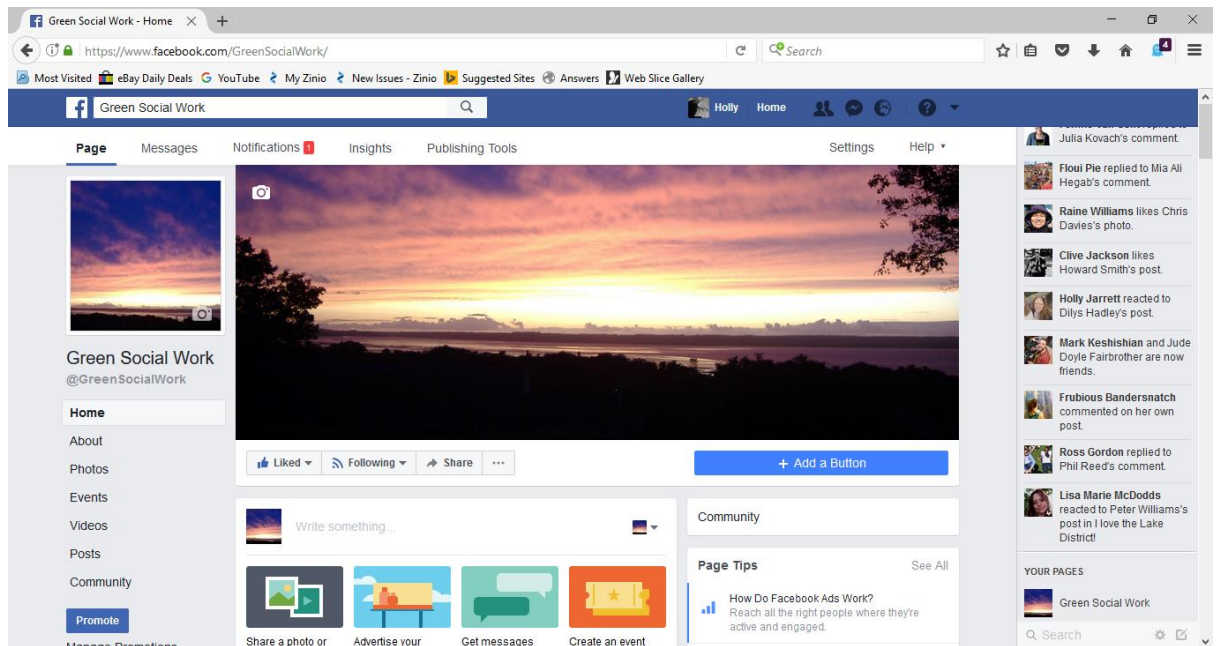 Green Social Work - Home
https://www.facebook.com/GreenSocialWork/
Search
4
Most Visited eBay Daily Deals YouTube My Zinio New Issues - Zinio Suggested Sites Answers Web Slice Gallery
Green Social Work
Holly Home
Page Messages Notifications 1 Insights Publishing Tools Settings Help
Green Social Work
@GreenSocialWork
Home
About
Photos
Events
Videos
Posts
Community
Promote
Liked Following Share ...
+ Add a Button
Write something...
Share a photo or
Advertise your
Get messages
Create an event
Community
Page Tips See All
How Do Facebook Ads Work?
Reach all the right people where they're
active and engaged.
Julia Kovach's comment.
Floui Pie replied to Mia Ali
Hegab's comment.
Raine Williams likes Chris
Davies's photo.
Clive Jackson likes
Howard Smith's post.
Holly Jarrett reacted to
Dilys Hadley's post.
Mark Keshishian and Jude
Doyle Fairbrother are now
friends.
Frubious Bandersnatch
commented on her own
post.
Ross Gordon replied to
Phil Reed's comment.
Lisa Marie McDodds
reacted to Peter Williams's
post in I love the Lake
District!
YOUR PAGES
Green Social Work
Search